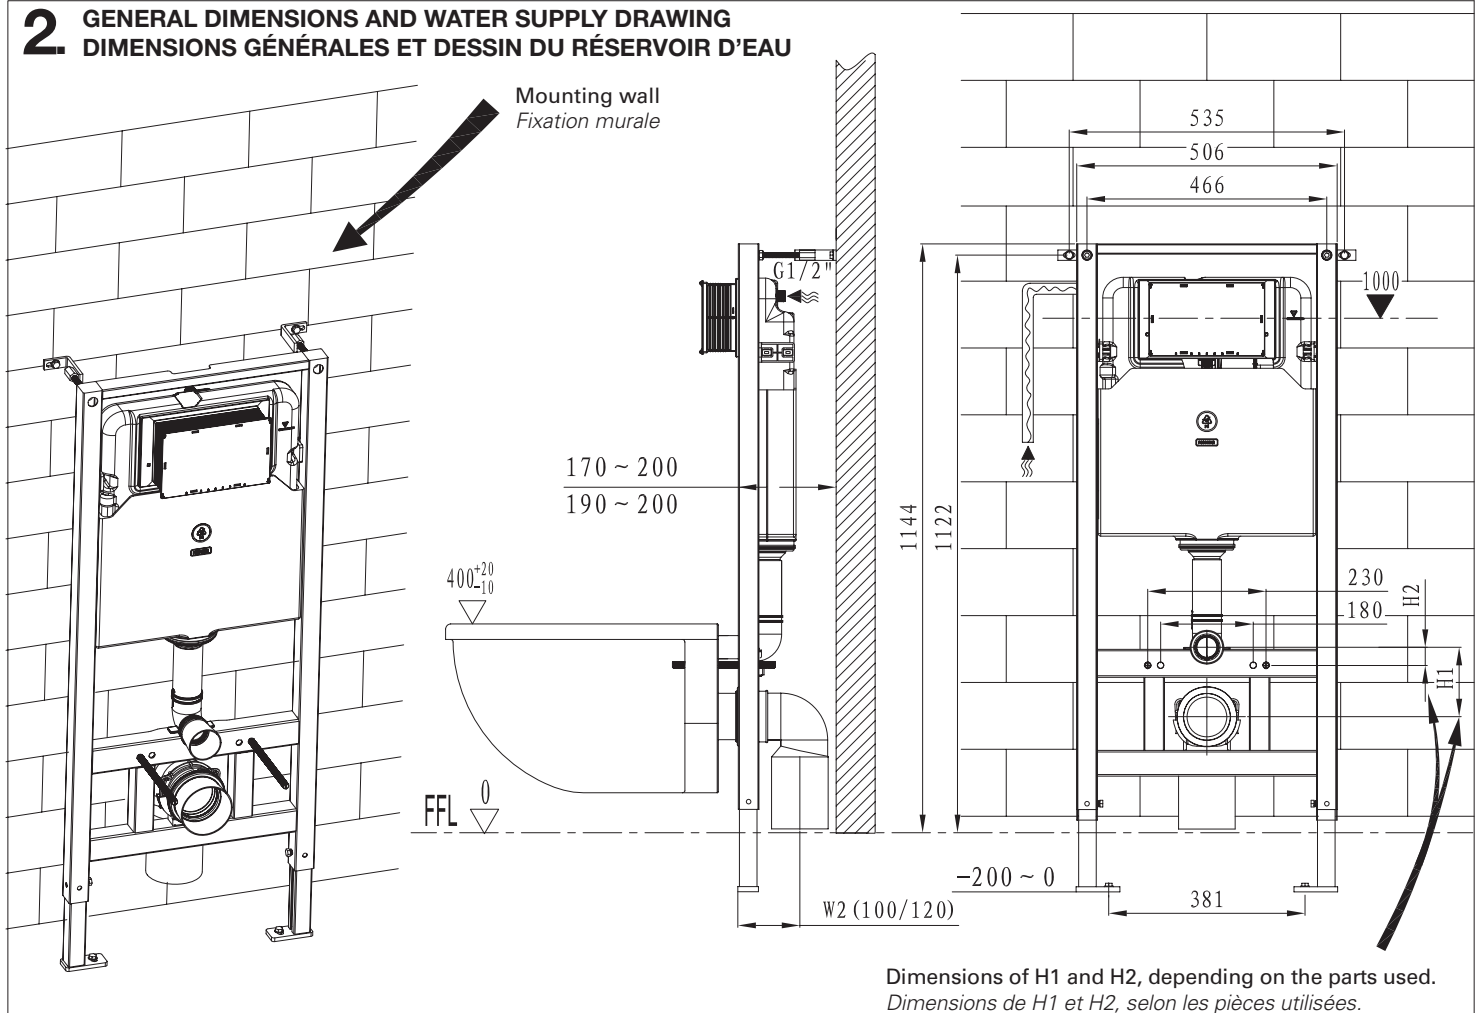 2. GENERAL DIMENSIONS AND WATER SUPPLY DRAWING
DIMENSIONS GÉNÉRALES ET DESSIN DU RÉSERVOIR D'EAU
Mounting wall
Fixation murale
535
506
466
G1/2"
1000
170 ~ 200
190 ~ 200
1144
1122
400 +20 -10
230
H2
180
H1
FFL
0
-200 ~ 0
W2 (100/120)
381
Dimensions of H1 and H2, depending on the parts used.
Dimensions de H1 et H2, selon les pièces utilisées.